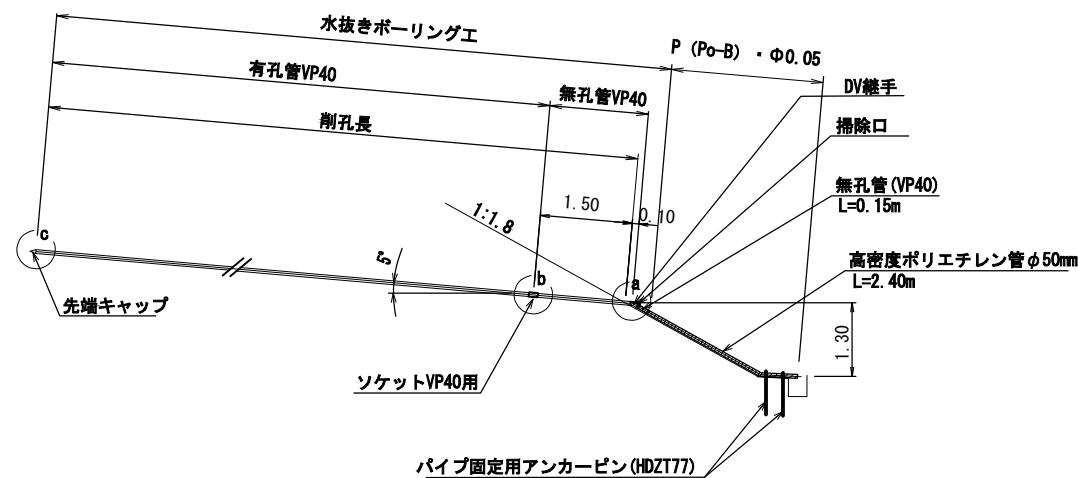 水抜きボーリング工
P (Po-B) ・ Φ0.05
有孔管VP40
無孔管VP40
DV継手
削孔長
掃除口
無孔管(VP40)
L=0.15m
1.50
0.10
1:1.8
c
5°
b
a
高密度ポリエチレン管φ50mm
L=2.40m
先端キャップ
1.30
ソケットVP40用
パイプ固定用アンカーピン(HDZT77)